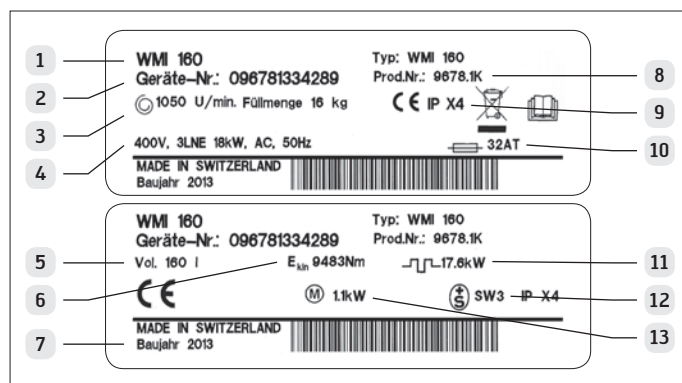 1 WMI 160 Typ: WMI 160
2 Geräte–Nr.: 096781334289 Prod.Nr.: 9678.1K 8
3 1050 U/min. Füllmenge 16 kg CE IP X4 9
4 400V, 3LNE 18kW, AC, 50Hz 32AT 10
MADE IN SWITZERLAND
Baujahr 2013
WMI 160 Typ: WMI 160
Geräte–Nr.: 096781334289 Prod.Nr.: 9678.1K
5 Vol. 160 l Ekin 9483Nm 17.6kW 11
6 CE M 1.1kW S SW3 IP X4 12
7 MADE IN SWITZERLAND 13
Baujahr 2013